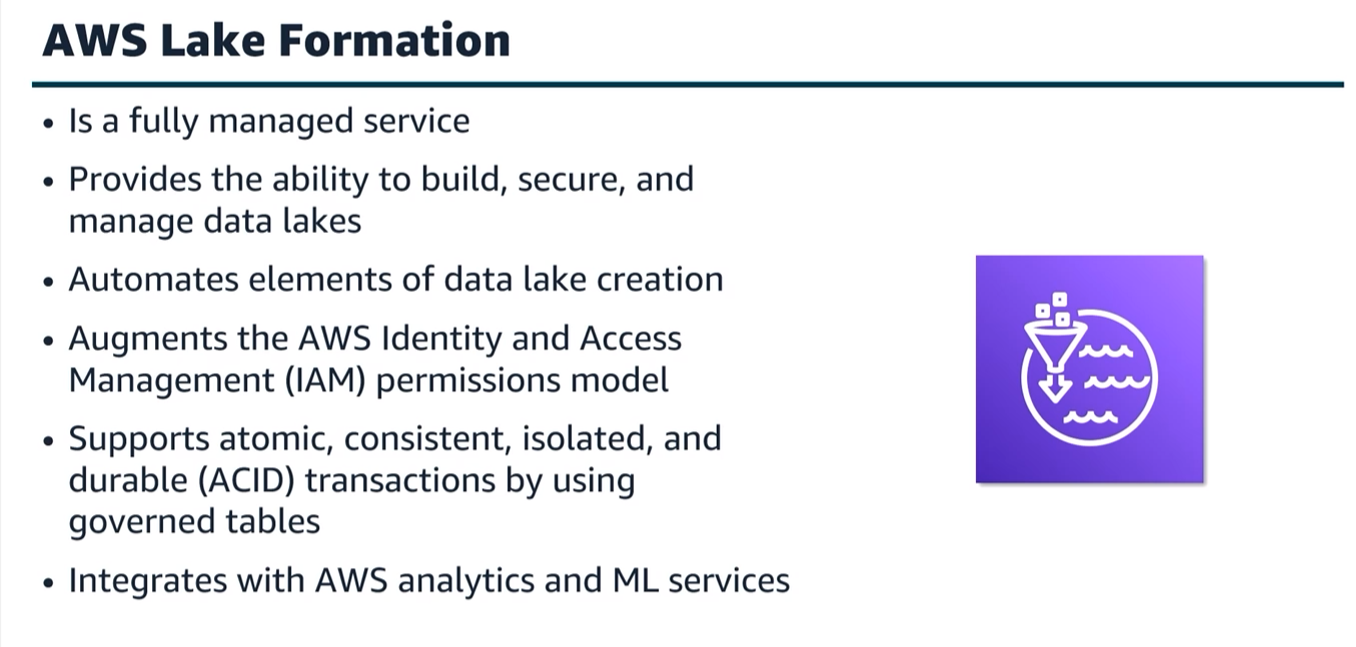 AWS Lake Formation
• Is a fully managed service
• Provides the ability to build, secure, and
manage data lakes
• Automates elements of data lake creation
• Augments the AWS Identity and Access
Management (IAM) permissions model
• Supports atomic, consistent, isolated, and
durable (ACID) transactions by using
governed tables
• Integrates with AWS analytics and ML services